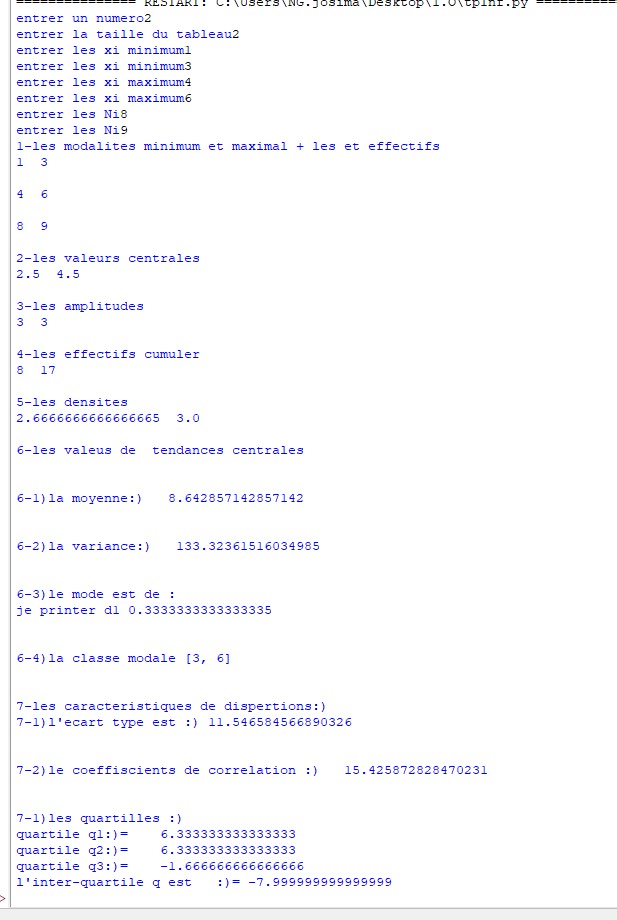 =============== RESTART: C:\Users\NG.josima\Desktop\I.O\tpinf.py ==========
entrer un numero2
entrer la taille du tableau2
entrer les xi minimum1
entrer les xi minimum3
entrer les xi maximum4
entrer les xi maximum6
entrer les Ni8
entrer les Ni9
1-les modalites minimum et maximal + les et effectifs
1  3
4  6
8  9
2-les valeurs centrales
2.5  4.5
3-les amplitudes
3  3
4-les effectifs cumuler
8  17
5-les densites
2.6666666666666665  3.0
6-les valeus de  tendances centrales
6-1)la moyenne:)   8.642857142857142
6-2)la variance:)   133.32361516034985
6-3)le mode est de :
je printer d1 0.3333333333333335
6-4)la classe modale [3, 6]
7-les caracteristiques de dispertions:)
7-1)l'ecart type est :) 11.546584566890326
7-2)le coeffiscients de correlation :)   15.425872828470231
7-1)les quartilles :)
quartile q1:)=    6.333333333333333
quartile q2:)=    6.333333333333333
quartile q3:)=    -1.666666666666666
l'inter-quartile q est   :)= -7.999999999999999
>